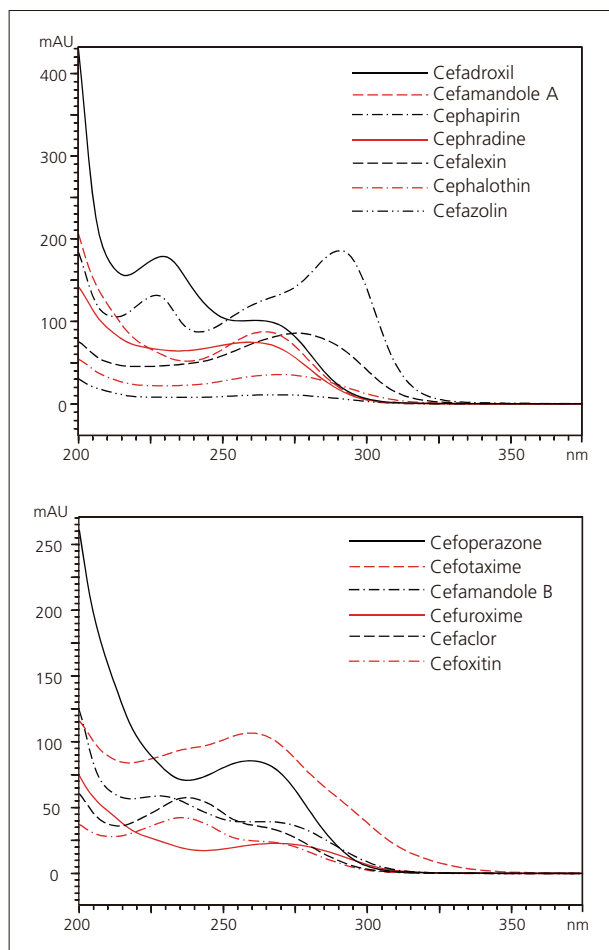 mAU
400
300
200
100
0
200
250
300
350
nm
Cefadroxil
Cefamandole A
Cephapirin
Cephradine
Cefalexin
Cephalothin
Cefazolin
mAU
250
200
150
100
50
0
200
250
300
350
nm
Cefoperazone
Cefotaxime
Cefamandole B
Cefuroxime
Cefaclor
Cefoxitin